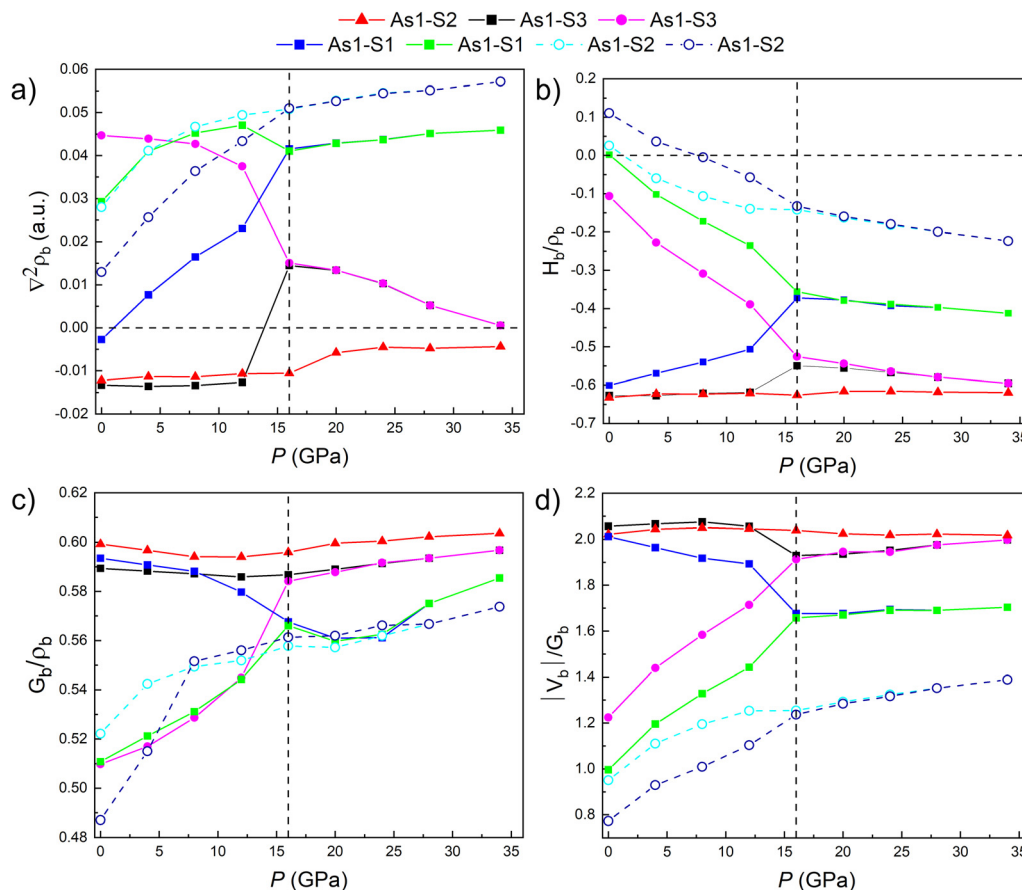 As1-S2 As1-S3 As1-S3
As1-S1 As1-S1 As1-S2 As1-S2
a)
0.06
0.05
0.04
0.03
0.02
0.01
0.00
-0.01
-0.02
∇²ρb (a.u.)
0 5 10 15 20 25 30 35
P (GPa)
b)
0.2
0.1
0.0
-0.1
-0.2
-0.3
-0.4
-0.5
-0.6
-0.7
Hb/ρb
0 5 10 15 20 25 30 35
P (GPa)
c)
0.62
0.60
0.58
0.56
0.54
0.52
0.50
0.48
Gb/ρb
0 5 10 15 20 25 30 35
P (GPa)
d)
2.2
2.0
1.8
1.6
1.4
1.2
1.0
0.8
|Vb|/Gb
0 5 10 15 20 25 30 35
P (GPa)